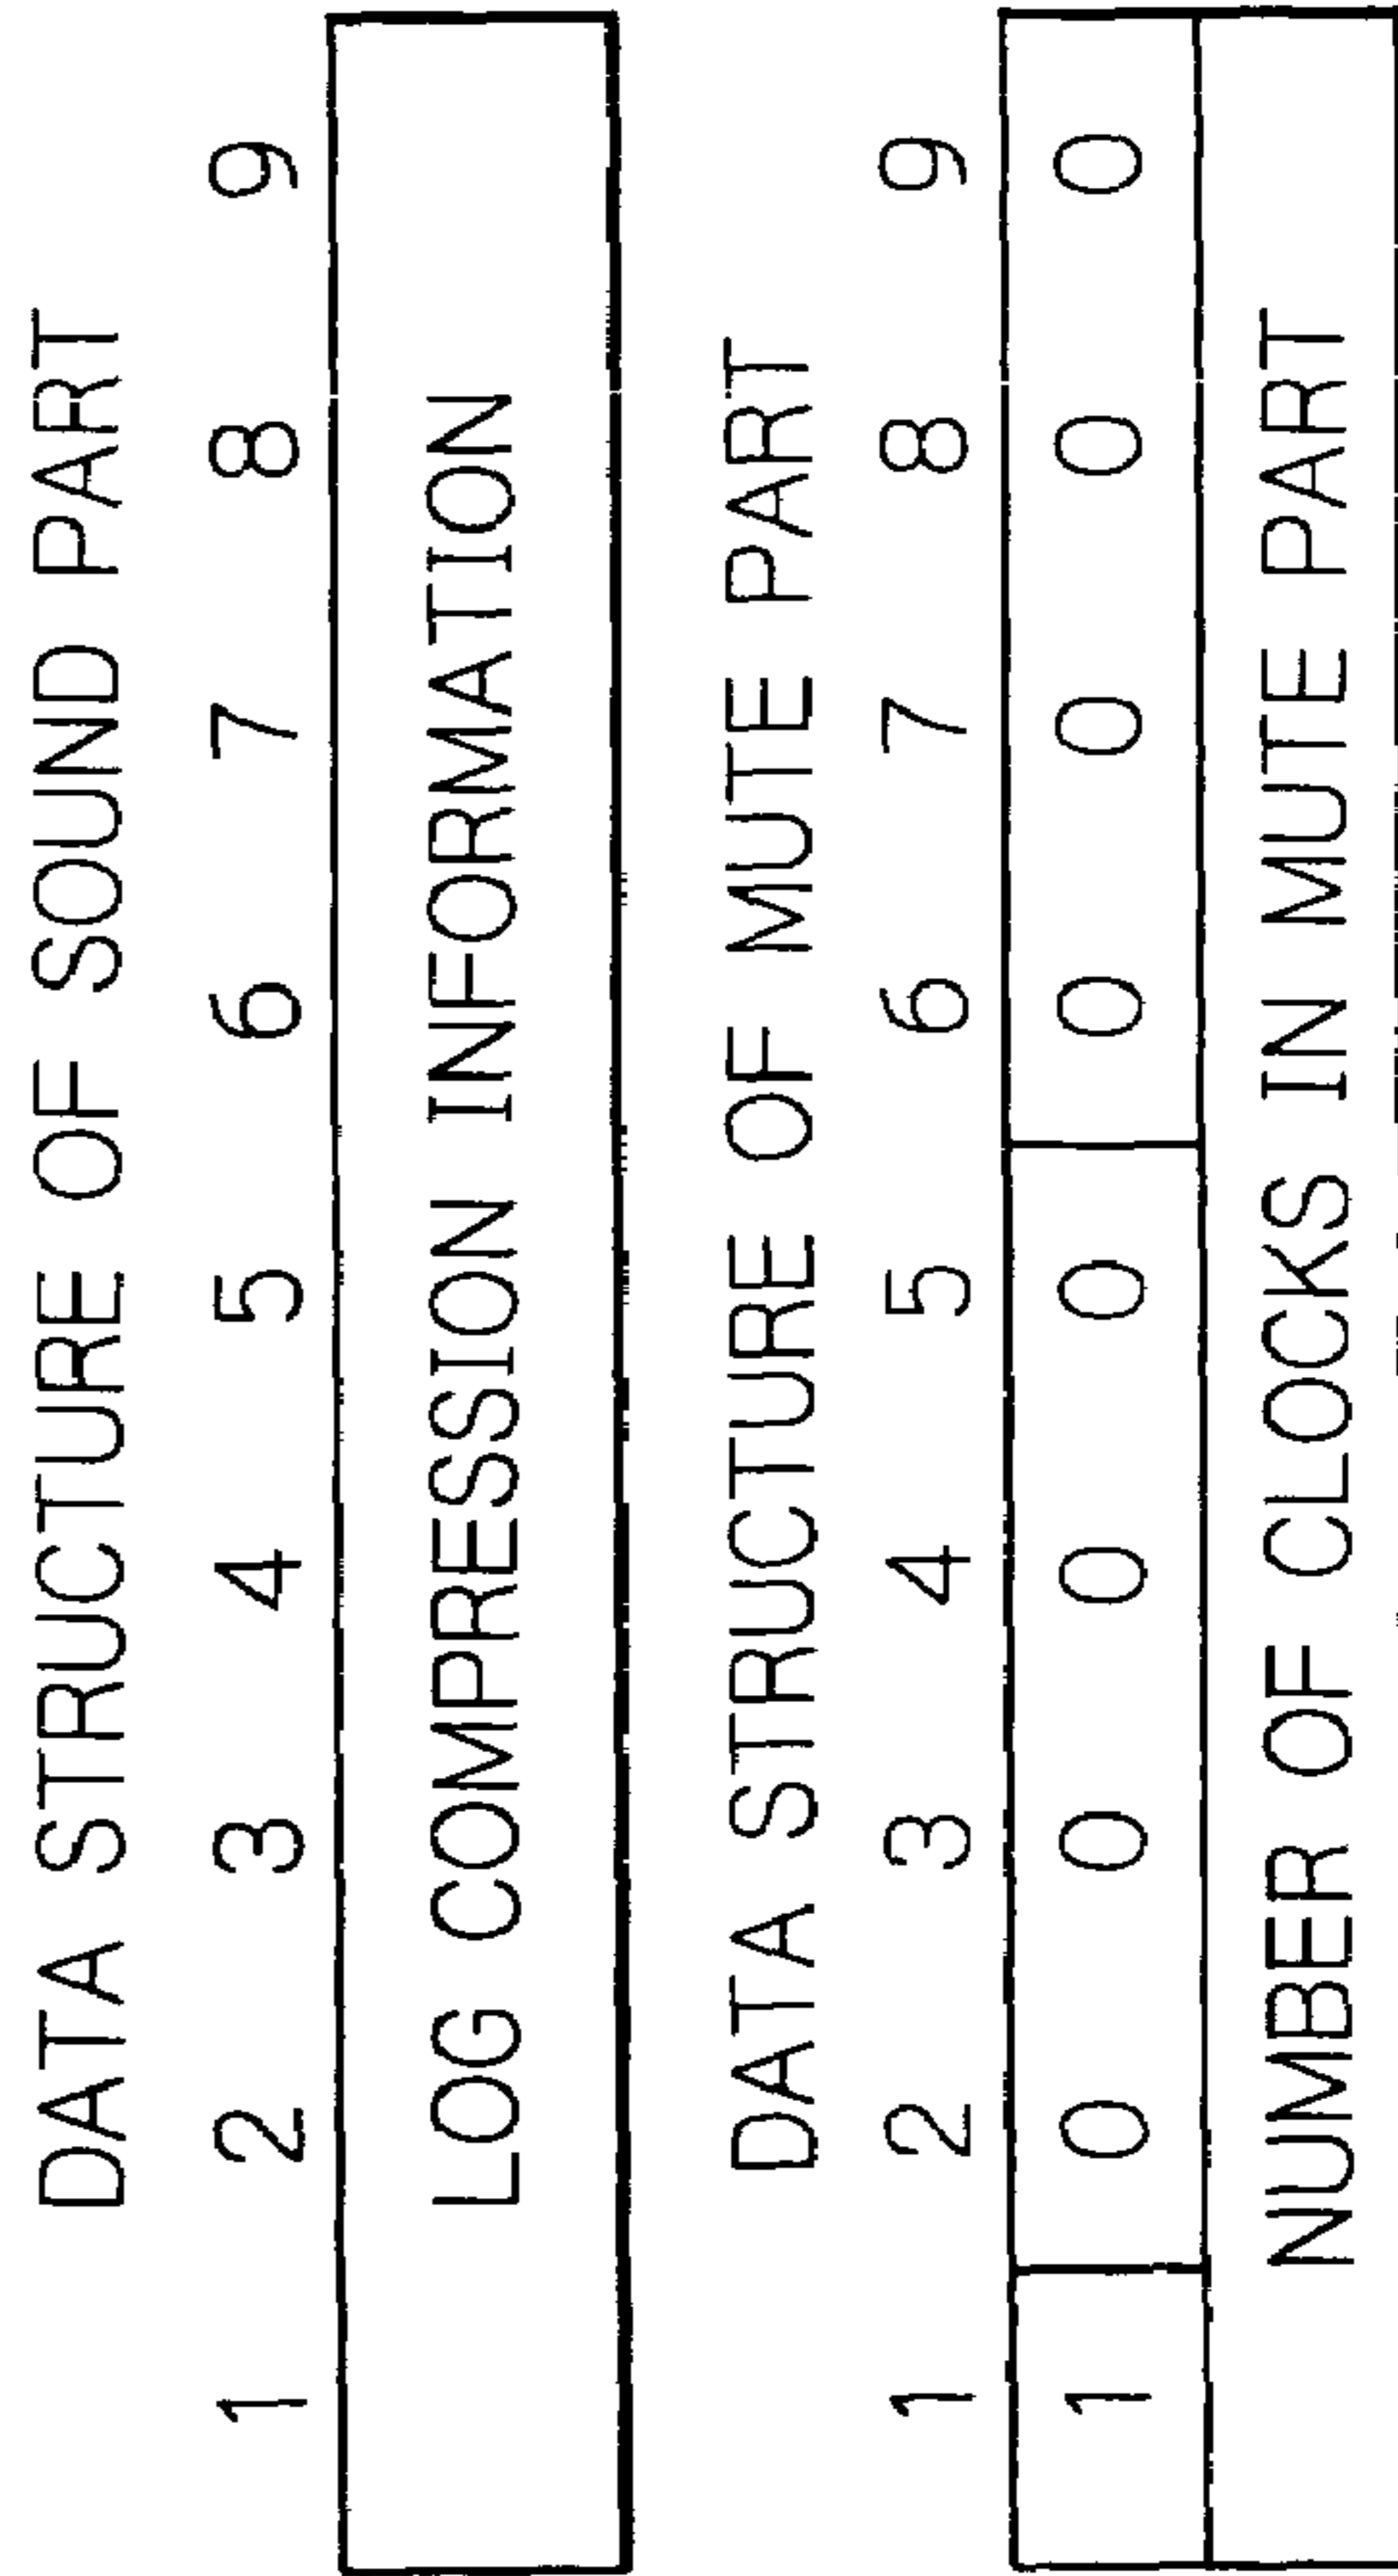 DATA STRUCTURE OF SOUND PART
1 2 3 4 5 6 7 8 9
LOG COMPRESSION INFORMATION
DATA STRUCTURE OF MUTE PART
1 2 3 4 5 6 7 8 9
1 0 0 0 0 0 0 0 0
NUMBER OF CLOCKS IN MUTE PART